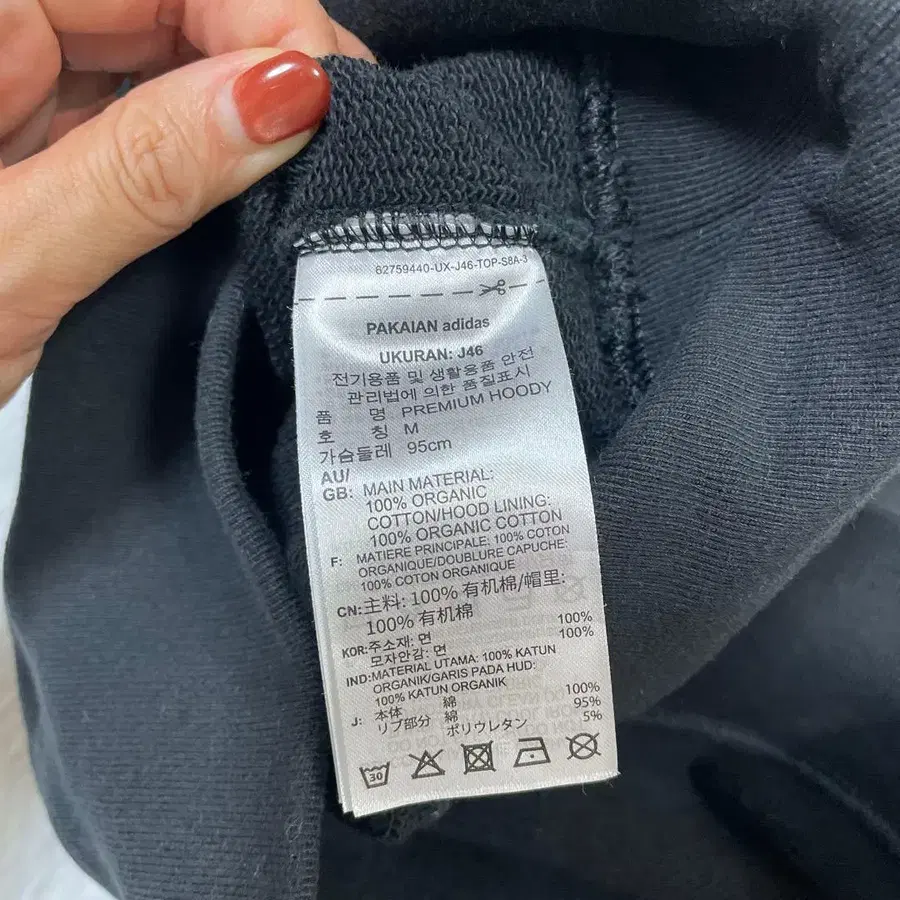 62759440-UX-J46-TOP-S8A-3
PAKAIAN adidas
UKURAN: J46
전기용품 및 생활용품 안전
관리법에 의한 품질표시
품 명 PREMIUM HOODY
호 칭 M
가슴둘레 95cm
AU/
GB: MAIN MATERIAL:
100% ORGANIC
COTTON/HOOD LINING:
100% ORGANIC COTTON
F: MATIERE PRINCIPALE: 100% COTON
ORGANIQUE/DOUBLURE CAPUCHE:
100% COTON ORGANIQUE
CN: 主料: 100% 有机棉/帽里:
100% 有机棉
KOR: 주소재: 면 100%
모자안감: 면 100%
IND: MATERIAL UTAMA: 100% KATUN
ORGANIK/GARIS PADA HUD:
100% KATUN ORGANIK
J: 本体 綿 100%
リブ部分 綿 95%
ポリウレタン 5%
30